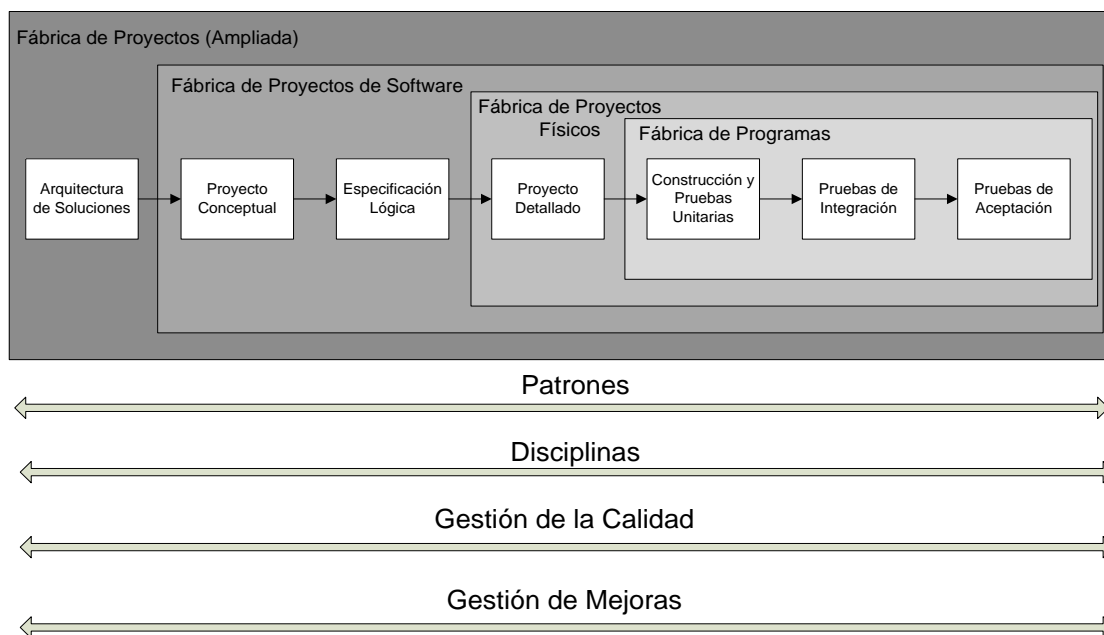 Fábrica de Proyectos (Ampliada)
Fábrica de Proyectos de Software
Fábrica de Proyectos
Físicos
Fábrica de Programas
Arquitectura
de Soluciones
Proyecto
Conceptual
Especificación
Lógica
Proyecto
Detallado
Construcción y
Pruebas
Unitarias
Pruebas de
Integración
Pruebas de
Aceptación
Patrones
Disciplinas
Gestión de la Calidad
Gestión de Mejoras